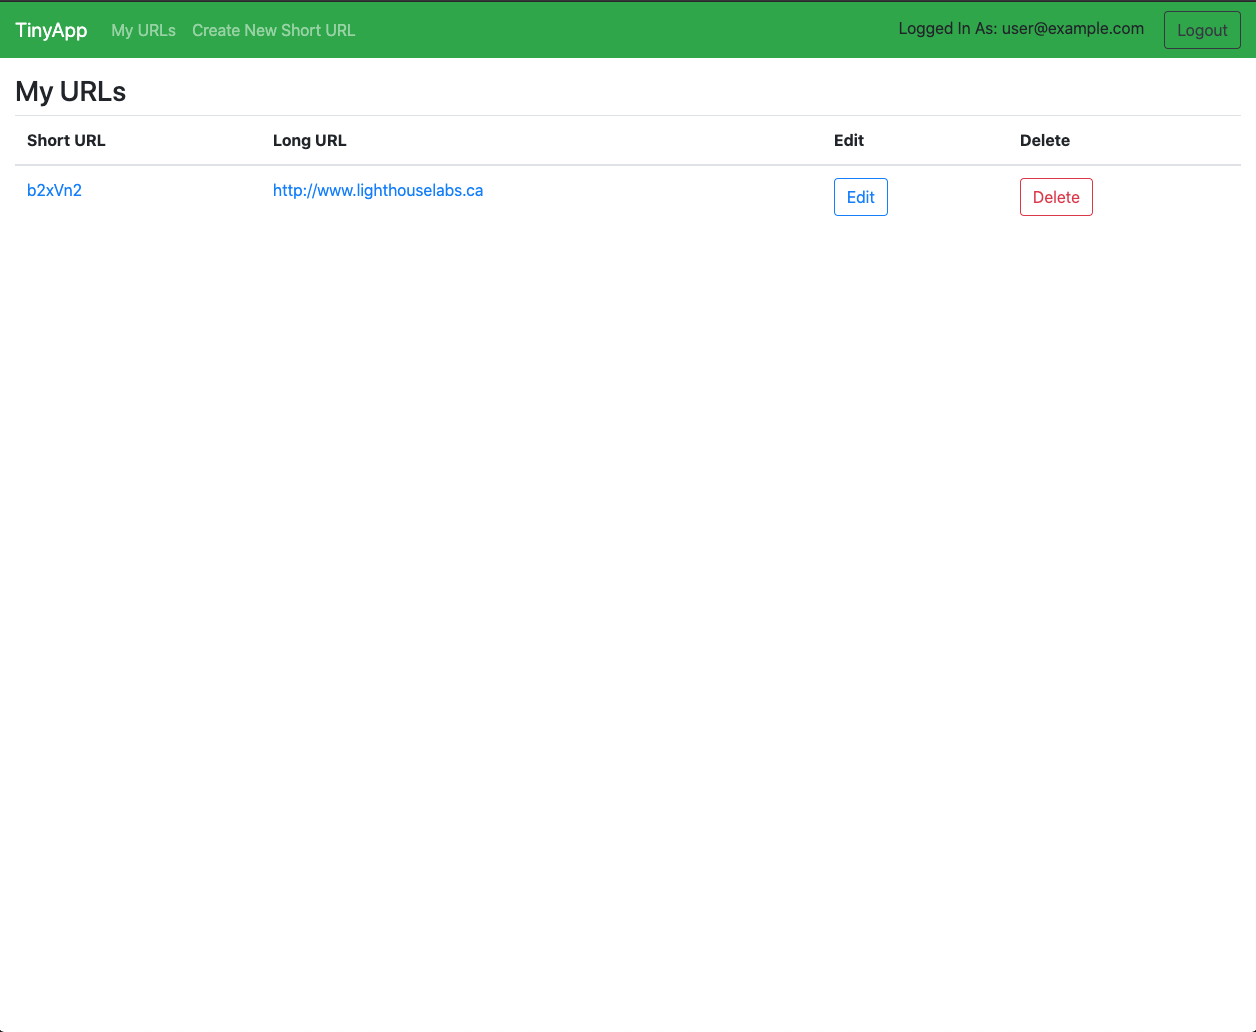 TinyApp My URLs Create New Short URL Logged In As: user@example.com Logout
My URLs
Short URL Long URL Edit Delete
b2xVn2 http://www.lighthouselabs.ca Edit Delete